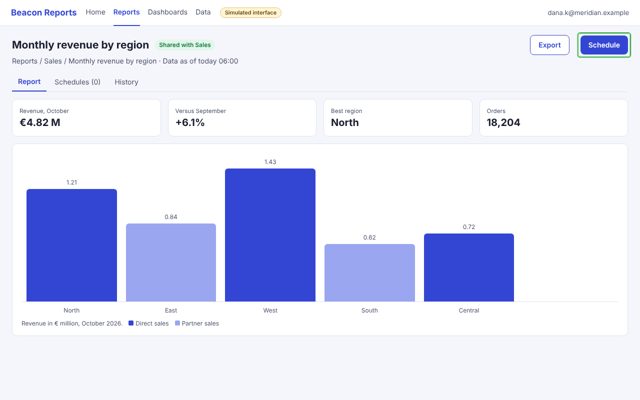 Beacon Reports Home Reports Dashboards Data Simulated interface dana.k@meridian.example
Monthly revenue by region Shared with Sales Export Schedule
Reports / Sales / Monthly revenue by region · Data as of today 06:00
Report Schedules (0) History
Revenue, October
€4.82 M
Versus September
+6.1%
Best region
North
Orders
18,204
1.21
0.84
1.43
0.62
0.72
North East West South Central
Revenue in € million, October 2026. Direct sales Partner sales